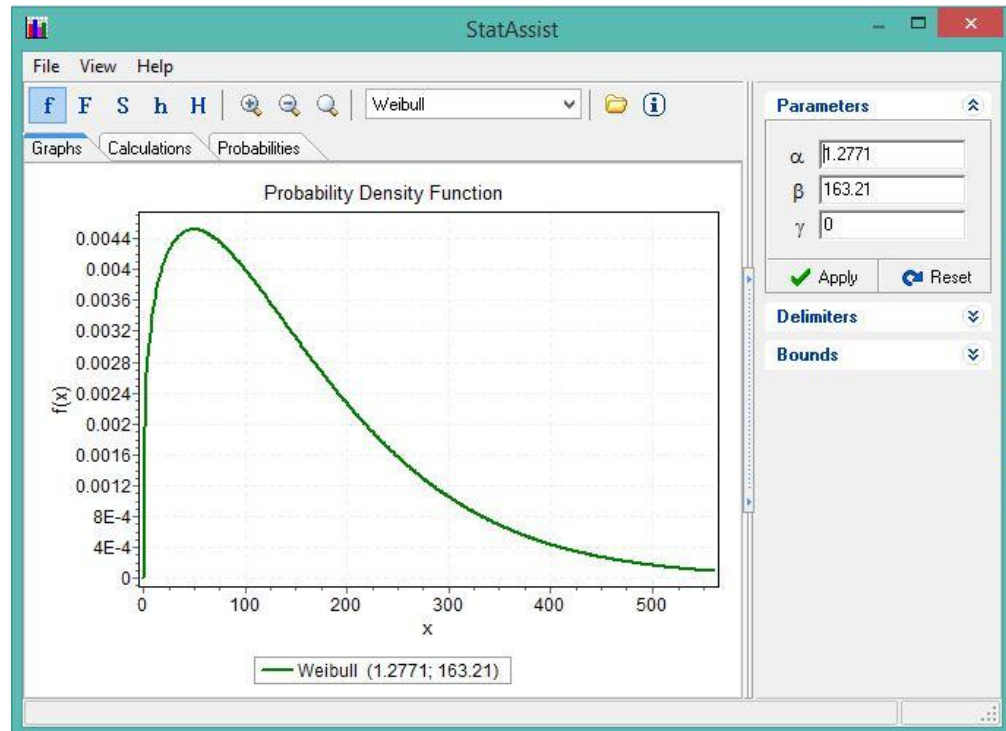 StatAssist
File View Help
f F S h H Weibull
Graphs Calculations Probabilities
Probability Density Function
0.0044
0.004
0.0036
0.0032
0.0028
0.0024
0.002
0.0016
0.0012
8E-4
4E-4
0
f(x)
0 100 200 300 400 500
x
Weibull (1.2771; 163.21)
Parameters
α 1.2771
β 163.21
γ 0
Apply Reset
Delimiters
Bounds